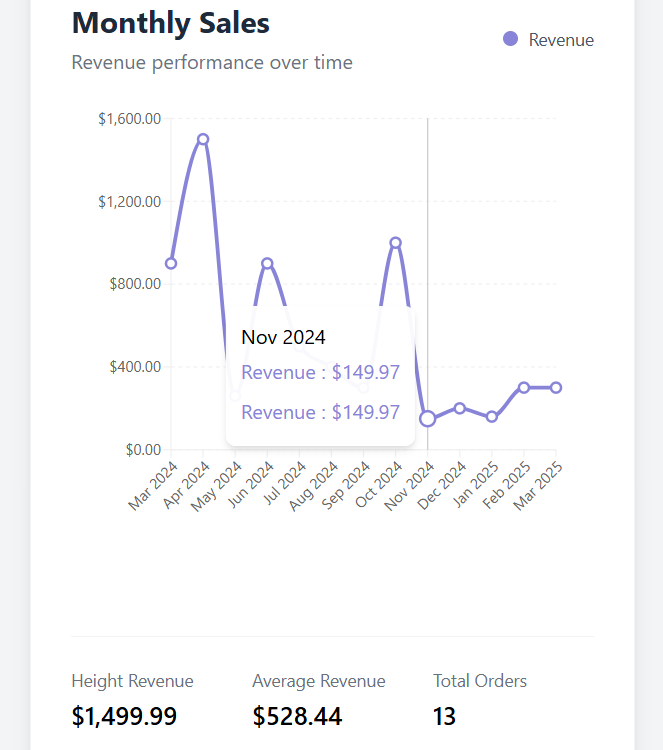 Monthly Sales
Revenue
Revenue performance over time
$1,600.00
$1,200.00
$800.00
$400.00
$0.00
Nov 2024
Revenue : $149.97
Revenue : $149.97
Mar 2024
Apr 2024
May 2024
Jun 2024
Jul 2024
Aug 2024
Sep 2024
Oct 2024
Nov 2024
Dec 2024
Jan 2025
Feb 2025
Mar 2025
Height Revenue
Average Revenue
Total Orders
$1,499.99
$528.44
13